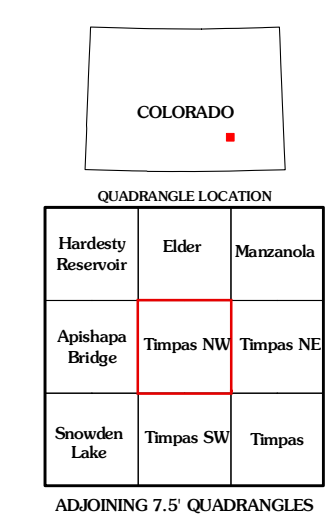 COLORADO
QUADRANGLE LOCATION
Hardesty
Reservoir
Elder
Manzanola
Apishapa
Bridge
Timpas NW
Timpas NE
Snowden
Lake
Timpas SW
Timpas
ADJOINING 7.5' QUADRANGLES